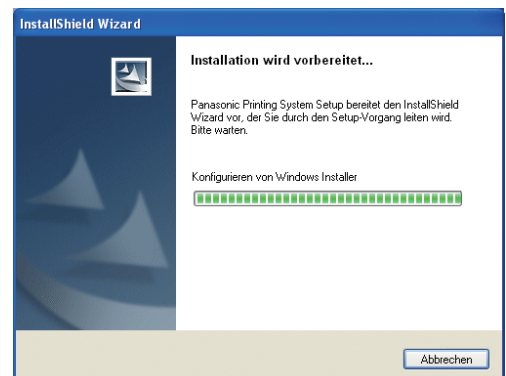 InstallShield Wizard
Installation wird vorbereitet...
Panasonic Printing System Setup bereitet den InstallShield
Wizard vor, der Sie durch den Setup-Vorgang leiten wird.
Bitte warten.
Konfigurieren von Windows Installer
Abbrechen